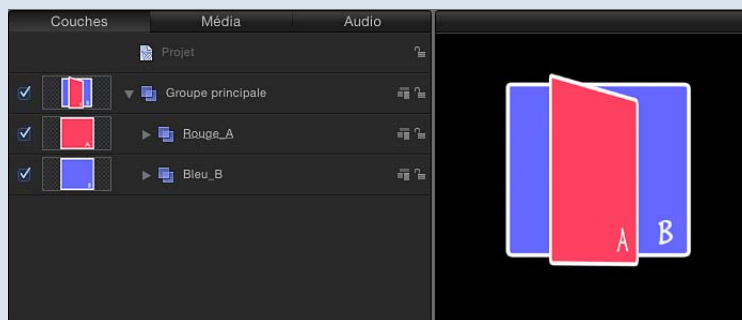 Couches Média Audio
Projet
Groupe principale
Rouge_A
Bleu_B
A B